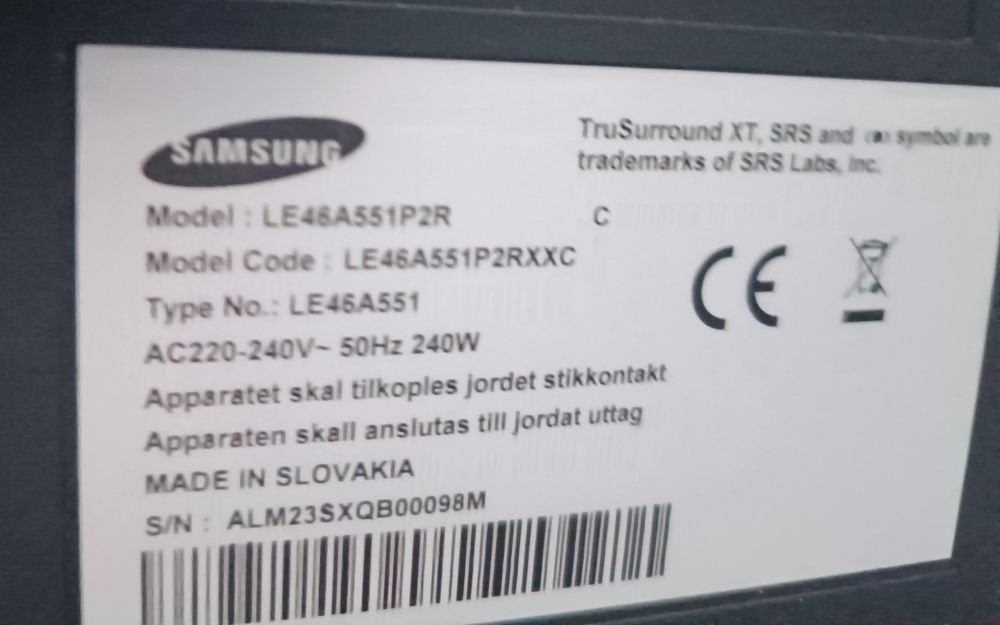 SAMSUNG
TruSurround XT, SRS and (●) symbol are
trademarks of SRS Labs, Inc.
Model : LE46A551P2R C
Model Code : LE46A551P2RXXC
Type No.: LE46A551
AC220-240V~ 50Hz 240W
Apparatet skal tilkoples jordet stikkontakt
Apparaten skall anslutas till jordat uttag
MADE IN SLOVAKIA
S/N : ALM23SXQB00098M
CE